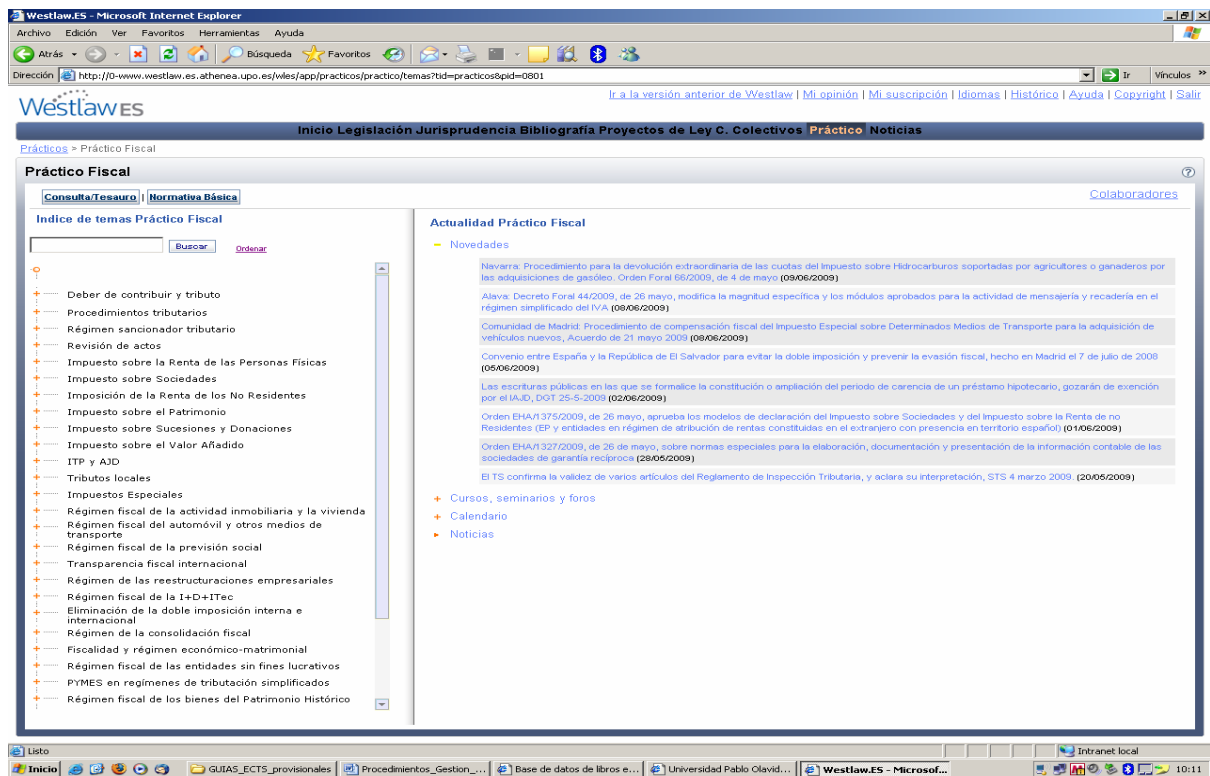 Westlaw.ES - Microsoft Internet Explorer
Archivo Edición Ver Favoritos Herramientas Ayuda
Atrás Búsqueda Favoritos
Dirección http://0-www.westlaw.es.athenea.upo.es/wles/app/practicos/practico/temas?tid=practicos&pid=0801 Ir Vínculos »
Westlaw ES
Ir a la versión anterior de Westlaw | Mi opinión | Mi suscripción | Idiomas | Histórico | Ayuda | Copyright | Salir
Inicio Legislación Jurisprudencia Bibliografía Proyectos de Ley C. Colectivos Práctico Noticias
Prácticos > Práctico Fiscal
Práctico Fiscal
Consulta/Tesauro | Normativa Básica
Colaboradores
Indice de temas Práctico Fiscal
Buscar Ordenar
Deber de contribuir y tributo
Procedimientos tributarios
Régimen sancionador tributario
Revisión de actos
Impuesto sobre la Renta de las Personas Físicas
Impuesto sobre Sociedades
Imposición de la Renta de los No Residentes
Impuesto sobre el Patrimonio
Impuesto sobre Sucesiones y Donaciones
Impuesto sobre el Valor Añadido
ITP y AJD
Tributos locales
Impuestos Especiales
Régimen fiscal de la actividad inmobiliaria y la vivienda
Régimen fiscal del automóvil y otros medios de
transporte
Régimen fiscal de la previsión social
Transparencia fiscal internacional
Régimen de las reestructuraciones empresariales
Régimen fiscal de la I+D+ITec
Eliminación de la doble imposición interna e
internacional
Régimen de la consolidación fiscal
Fiscalidad y régimen económico-matrimonial
Régimen fiscal de las entidades sin fines lucrativos
PYMES en regímenes de tributación simplificados
Régimen fiscal de los bienes del Patrimonio Histórico
Actualidad Práctico Fiscal
Novedades
Navarra: Procedimiento para la devolución extraordinaria de las cuotas del Impuesto sobre Hidrocarburos soportadas por agricultores o ganaderos por
las adquisiciones de gasóleo. Orden Foral 66/2009, de 4 de mayo (09/06/2009)
Alava: Decreto Foral 44/2009, de 26 mayo, modifica la magnitud específica y los módulos aprobados para la actividad de mensajería y recadería en el
régimen simplificado del IVA (08/06/2009)
Comunidad de Madrid: Procedimiento de compensación fiscal del Impuesto Especial sobre Determinados Medios de Transporte para la adquisición de
vehículos nuevos, Acuerdo de 21 mayo 2009 (08/06/2009)
Convenio entre España y la República de El Salvador para evitar la doble imposición y prevenir la evasión fiscal, hecho en Madrid el 7 de julio de 2008
(05/06/2009)
Las escrituras públicas en las que se formalice la constitución o ampliación del periodo de carencia de un préstamo hipotecario, gozarán de exención
por el IAJD, DGT 25-5-2009 (02/06/2009)
Orden EHA/1375/2009, de 26 mayo, aprueba los modelos de declaración del Impuesto sobre Sociedades y del Impuesto sobre la Renta de no
Residentes (EP y entidades en régimen de atribución de rentas constituidas en el extranjero con presencia en territorio español) (01/06/2009)
Orden EHA/1327/2009, de 26 de mayo, sobre normas especiales para la elaboración, documentación y presentación de la información contable de las
sociedades de garantía recíproca (28/05/2009)
El TS confirma la validez de varios artículos del Reglamento de Inspección Tributaria, y aclara su interpretación, STS 4 marzo 2009. (20/05/2009)
Cursos, seminarios y foros
Calendario
Noticias
Listo Intranet local
Inicio GUIAS_ECTS_provisionales Procedimientos_Gestion_... Base de datos de libros e... Universidad Pablo Olavid... Westlaw.ES - Microsof... 10:11